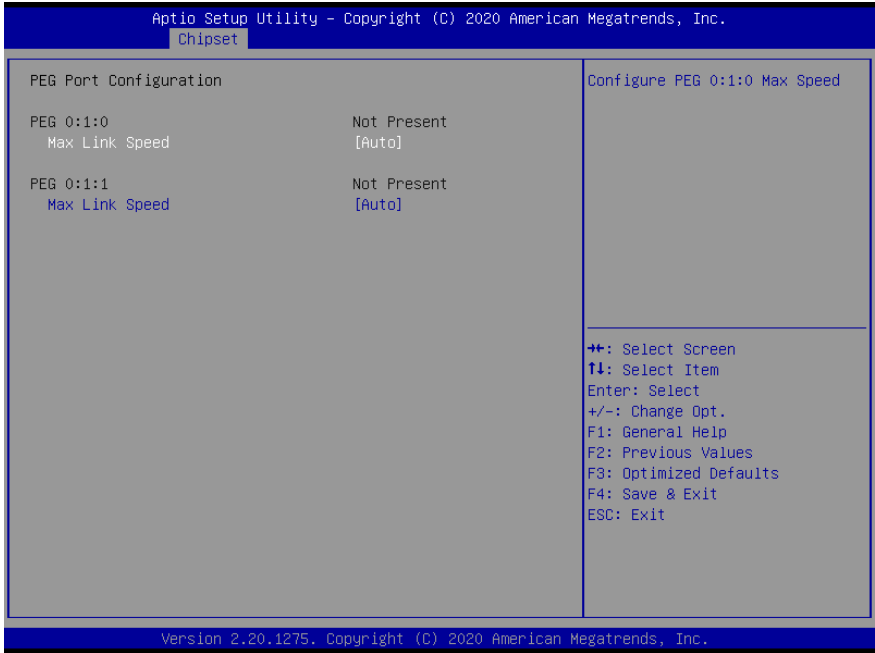 Aptio Setup Utility – Copyright (C) 2020 American Megatrends, Inc.
Chipset
PEG Port Configuration
PEG 0:1:0 Not Present
Max Link Speed [Auto]
PEG 0:1:1 Not Present
Max Link Speed [Auto]
Configure PEG 0:1:0 Max Speed
→←: Select Screen
↑↓: Select Item
Enter: Select
+/-: Change Opt.
F1: General Help
F2: Previous Values
F3: Optimized Defaults
F4: Save & Exit
ESC: Exit
Version 2.20.1275. Copyright (C) 2020 American Megatrends, Inc.